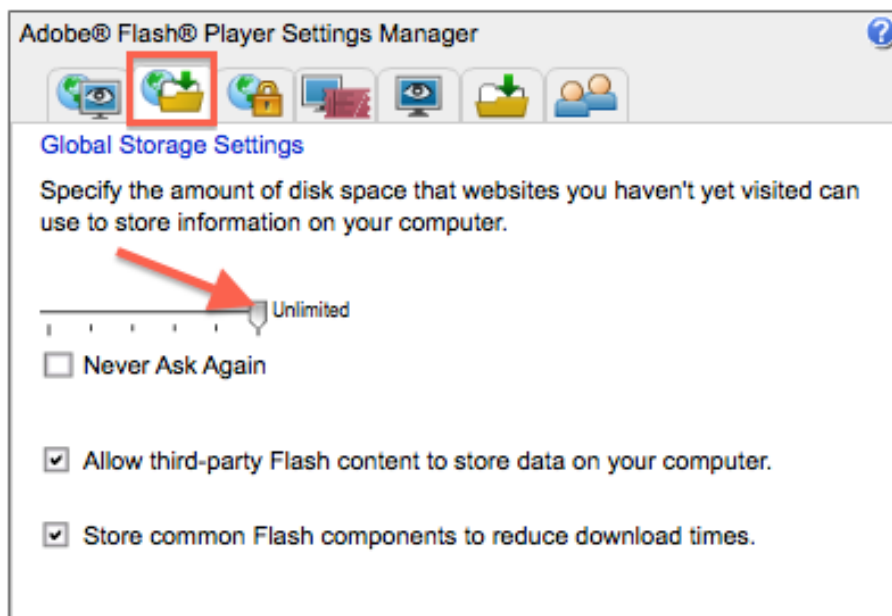 Adobe® Flash® Player Settings Manager
?
Global Storage Settings
Specify the amount of disk space that websites you haven't yet visited can
use to store information on your computer.
Unlimited
Never Ask Again
Allow third-party Flash content to store data on your computer.
Store common Flash components to reduce download times.